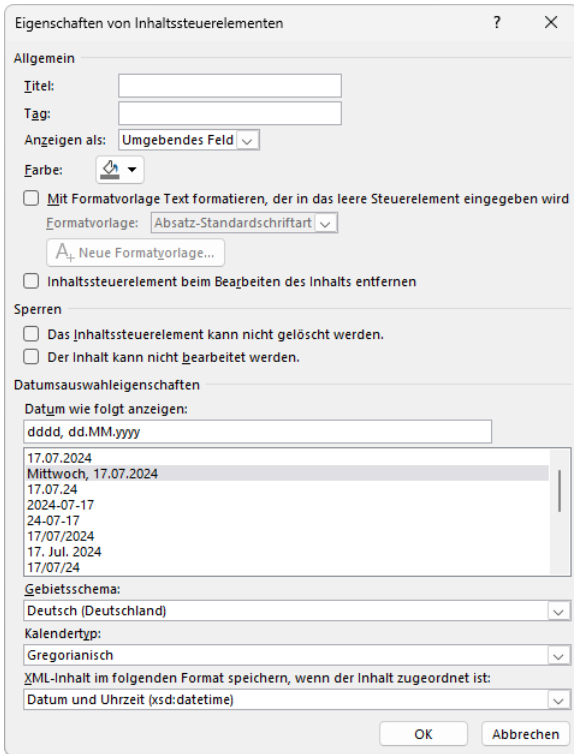 Eigenschaften von Inhaltssteuerelementen ? ×
Allgemein
Titel:
Tag:
Anzeigen als: Umgebendes Feld
Farbe:
Mit Formatvorlage Text formatieren, der in das leere Steuerelement eingegeben wird
Formatvorlage: Absatz-Standardschriftart
A+ Neue Formatvorlage...
Inhaltssteuerelement beim Bearbeiten des Inhalts entfernen
Sperren
Das Inhaltssteuerelement kann nicht gelöscht werden.
Der Inhalt kann nicht bearbeitet werden.
Datumsauswahleigenschaften
Datum wie folgt anzeigen:
dddd, dd.MM.yyyy
17.07.2024
Mittwoch, 17.07.2024
17.07.24
2024-07-17
24-07-17
17/07/2024
17. Jul. 2024
17/07/24
Gebietsschema:
Deutsch (Deutschland)
Kalendertyp:
Gregorianisch
XML-Inhalt im folgenden Format speichern, wenn der Inhalt zugeordnet ist:
Datum und Uhrzeit (xsd:datetime)
OK Abbrechen